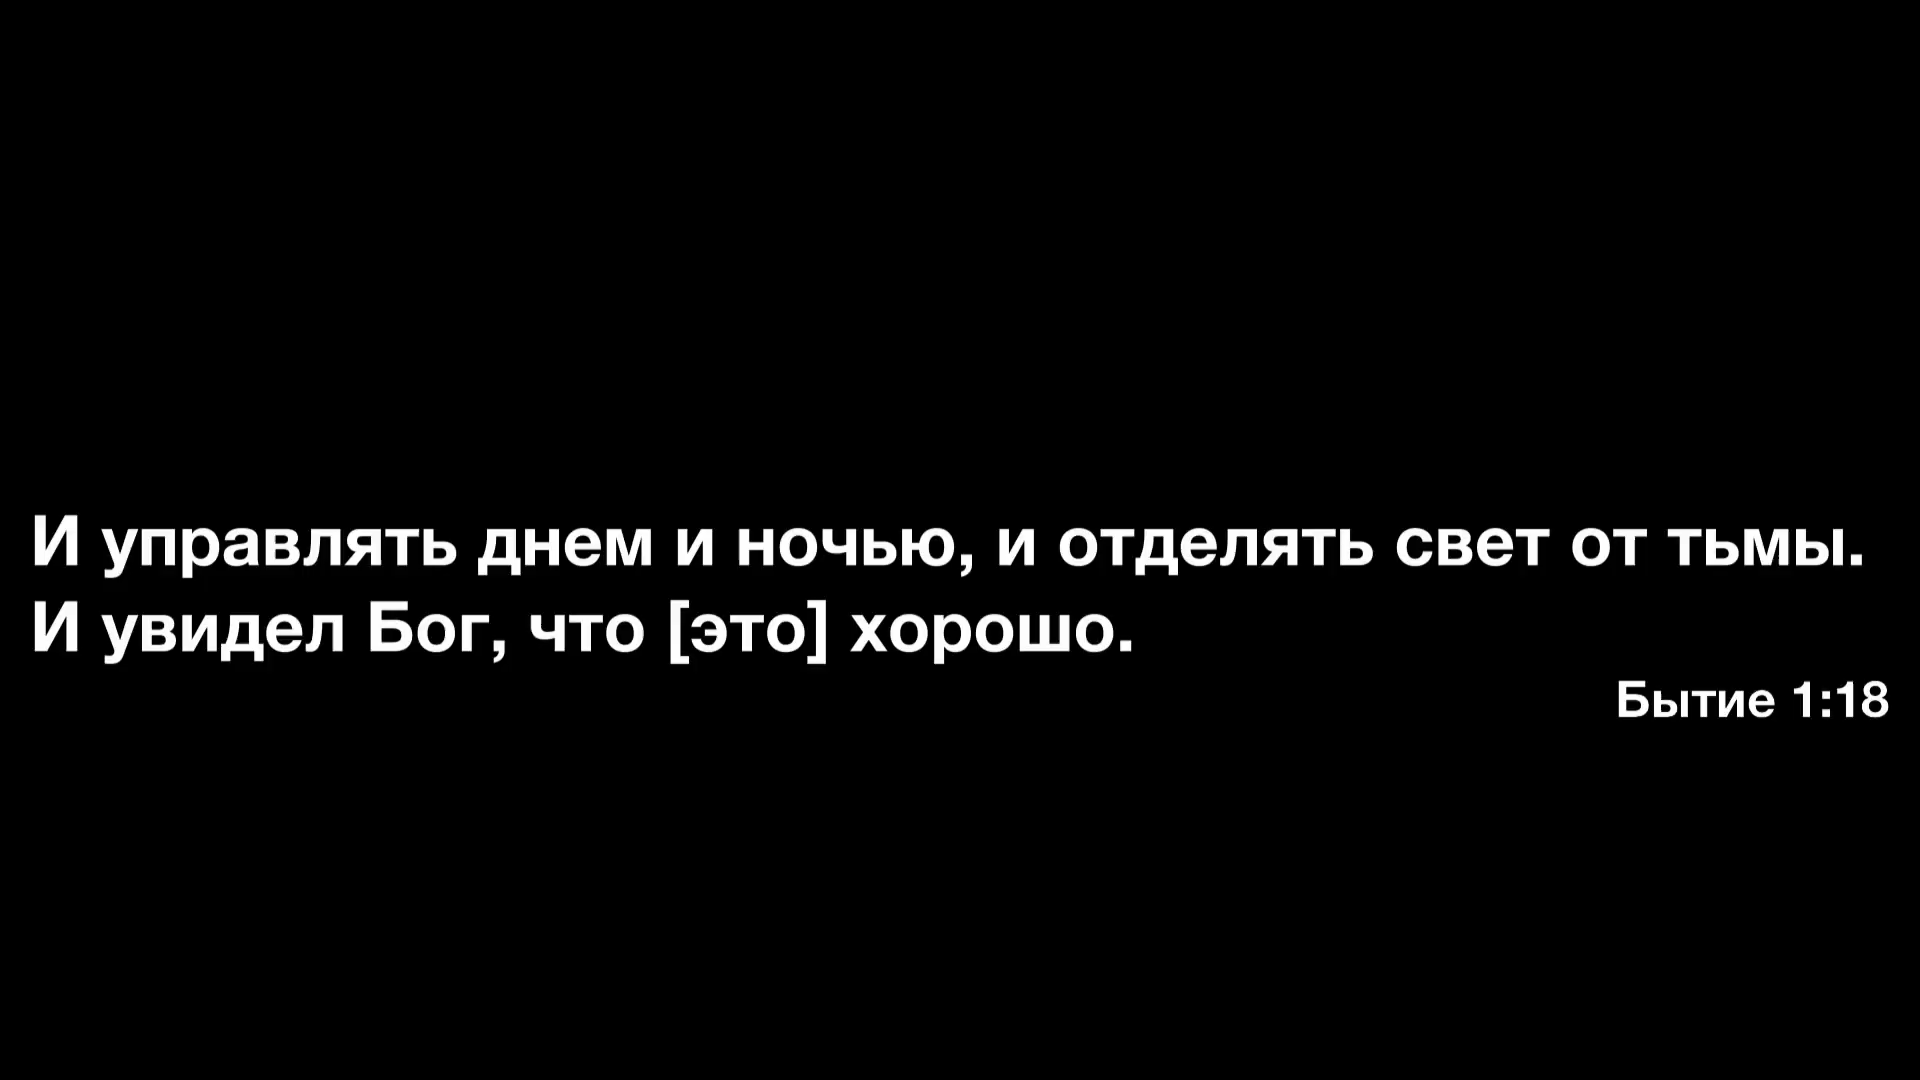 И управлять днем и ночью, и отделять свет от тьмы.
И увидел Бог, что [это] хорошо.
Бытие 1:18